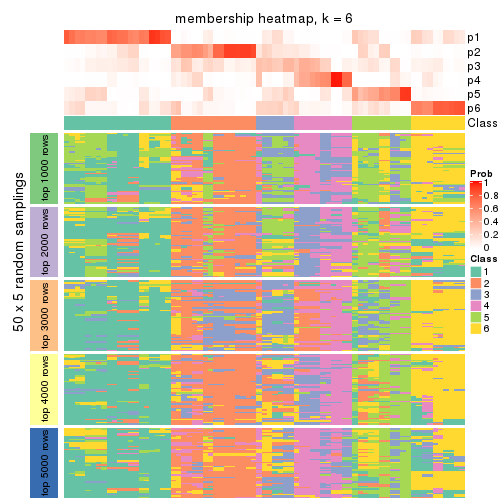 membership heatmap, k = 6
p1
p2
p3
p4
p5
p6
Class
50 x 5 random samplings
top 1000 rows
top 2000 rows
top 3000 rows
top 4000 rows
top 5000 rows
Prob
1
0.8
0.6
0.4
0.2
0
Class
1
2
3
4
5
6